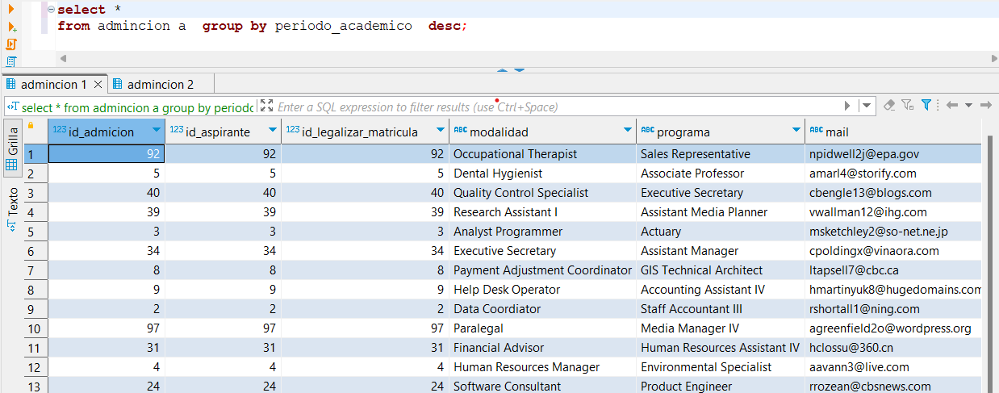 select *
from admincion a group by periodo_academico desc;
admincion 1 admincion 2
select * from admincion a group by periodo Enter a SQL expression to filter results (use Ctrl+Space)
Grilla
Texto
123 id_admicion 123 id_aspirante 123 id_legalizar_matricula ABC modalidad ABC programa ABC mail
1 92 92 92 Occupational Therapist Sales Representative npidwell2j@epa.gov
2 5 5 5 Dental Hygienist Associate Professor amarl4@storify.com
3 40 40 40 Quality Control Specialist Executive Secretary cbengle13@blogs.com
4 39 39 39 Research Assistant I Assistant Media Planner vwallman12@ihg.com
5 3 3 3 Analyst Programmer Actuary msketchley2@so-net.ne.jp
6 34 34 34 Executive Secretary Assistant Manager cpoldingx@vinaora.com
7 8 8 8 Payment Adjustment Coordinator GIS Technical Architect ltapsell7@cbc.ca
8 9 9 9 Help Desk Operator Accounting Assistant IV hmartinyuk8@hugedomains.com
9 2 2 2 Data Coordiator Staff Accountant III rshortall1@ning.com
10 97 97 97 Paralegal Media Manager IV agreenfield2o@wordpress.org
11 31 31 31 Financial Advisor Human Resources Assistant IV hclossu@360.cn
12 4 4 4 Human Resources Manager Environmental Specialist aavann3@live.com
13 24 24 24 Software Consultant Product Engineer rrozean@cbsnews.com